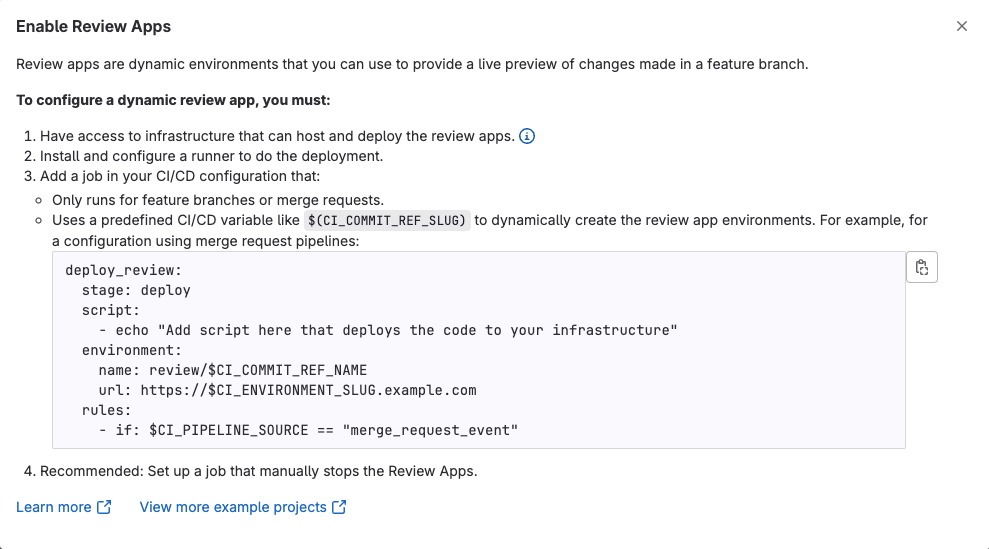 Enable Review Apps
Review apps are dynamic environments that you can use to provide a live preview of changes made in a feature branch.
To configure a dynamic review app, you must:
1. Have access to infrastructure that can host and deploy the review apps.
2. Install and configure a runner to do the deployment.
3. Add a job in your CI/CD configuration that:
Only runs for feature branches or merge requests.
Uses a predefined CI/CD variable like $(CI_COMMIT_REF_SLUG) to dynamically create the review app environments. For example, for
a configuration using merge request pipelines:
deploy_review:
  stage: deploy
  script:
    - echo "Add script here that deploys the code to your infrastructure"
  environment:
    name: review/$CI_COMMIT_REF_NAME
    url: https://$CI_ENVIRONMENT_SLUG.example.com
  rules:
    - if: $CI_PIPELINE_SOURCE == "merge_request_event"
4. Recommended: Set up a job that manually stops the Review Apps.
Learn more View more example projects